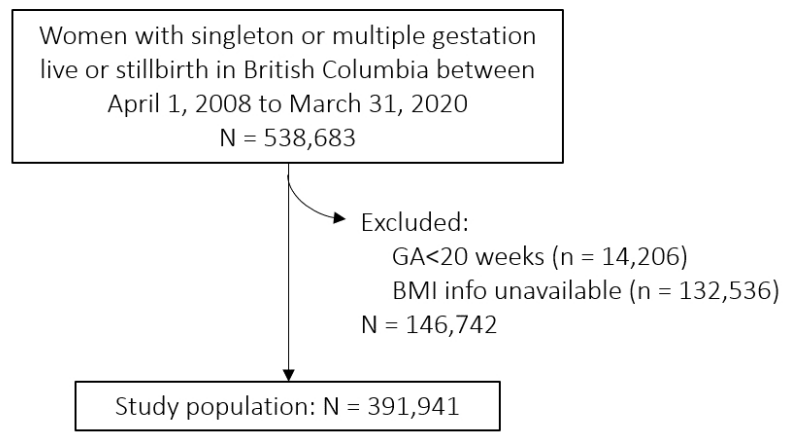 Women with singleton or multiple gestation
live or stillbirth in British Columbia between
April 1, 2008 to March 31, 2020
N = 538,683
Excluded:
GA<20 weeks (n = 14,206)
BMI info unavailable (n = 132,536)
N = 146,742
Study population: N = 391,941